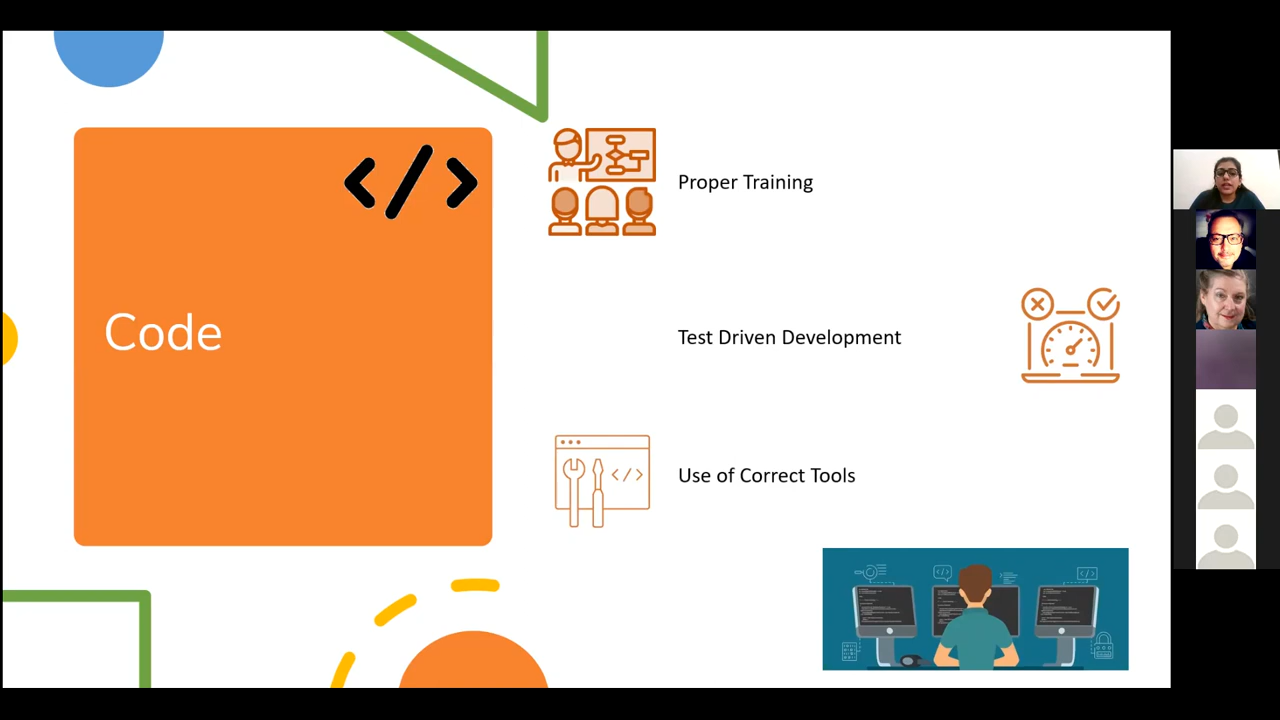 Code
Proper Training
Test Driven Development
Use of Correct Tools